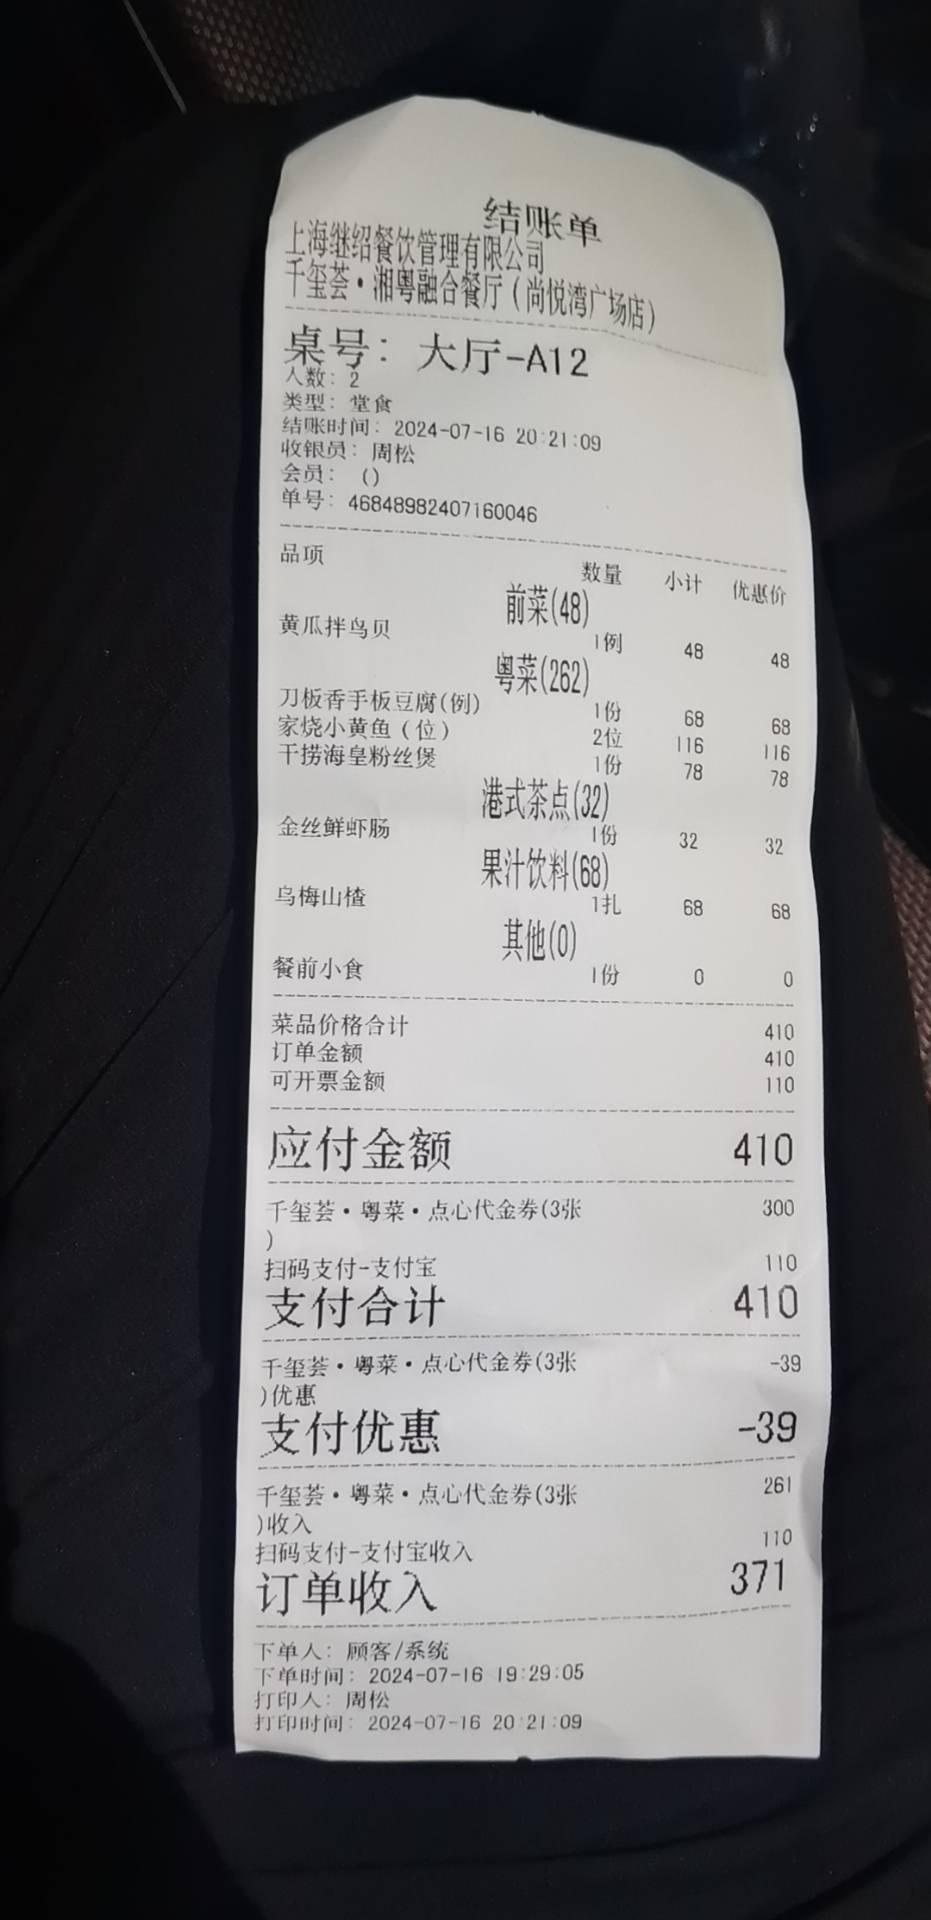 结账单
上海继绍餐饮管理有限公司
千玺荟·湘粤融合餐厅(尚悦湾广场店)
桌号: 大厅-A12
人数: 2
类型: 堂食
结账时间: 2024-07-16 20:21:09
收银员: 周松
会员: ()
单号: 46848982407160046
品项 数量 小计 优惠价
前菜(48)
黄瓜拌鸟贝 1例 48 48
粤菜(262)
刀板香手板豆腐(例) 1份 68 68
家烧小黄鱼(位) 2位 116 116
干捞海皇粉丝煲 1份 78 78
港式茶点(32)
金丝鲜虾肠 1份 32 32
果汁饮料(68)
乌梅山楂 1扎 68 68
其他(0)
餐前小食 1份 0 0
菜品价格合计 410
订单金额 410
可开票金额 110
应付金额 410
千玺荟·粤菜·点心代金券(3张 300
)
扫码支付-支付宝 110
支付合计 410
千玺荟·粤菜·点心代金券(3张 -39
)优惠
支付优惠 -39
千玺荟·粤菜·点心代金券(3张 261
)收入
扫码支付-支付宝收入 110
订单收入 371
下单人: 顾客/系统
下单时间: 2024-07-16 19:29:05
打印人: 周松
打印时间: 2024-07-16 20:21:09